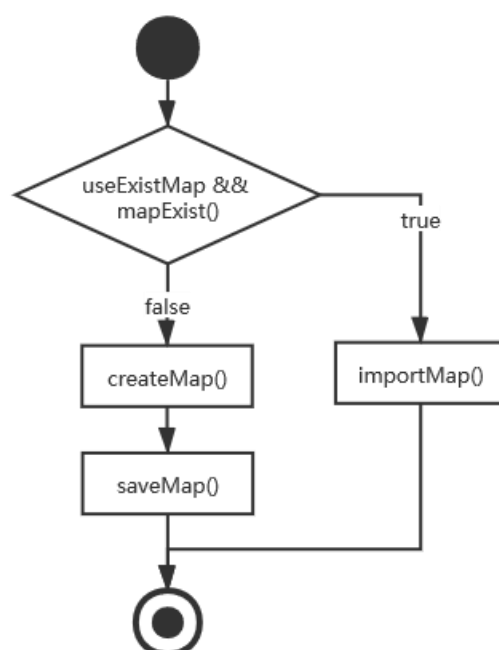 useExistMap &&
mapExist()
true
false
createMap()
importMap()
saveMap()